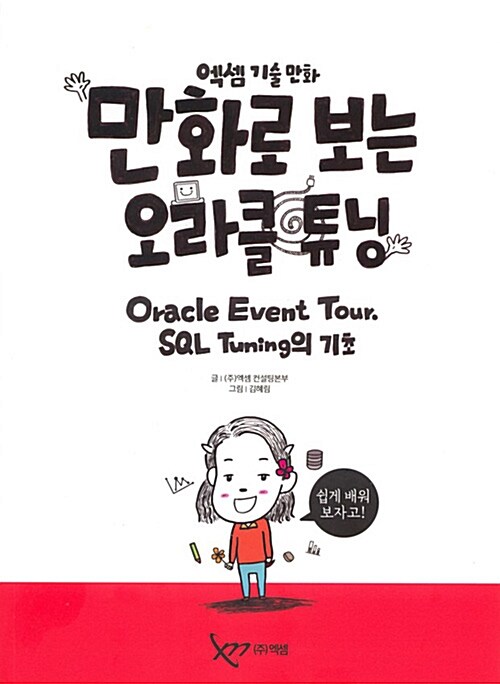 엑셈 기술 만화
만화로 보는
오라클 튜닝
Oracle Event Tour.
SQL Tuning의 기초
글 | (주)엑셈 컨설팅본부
그림 | 김혜림
쉽게 배워
보자고!
(주)엑셈